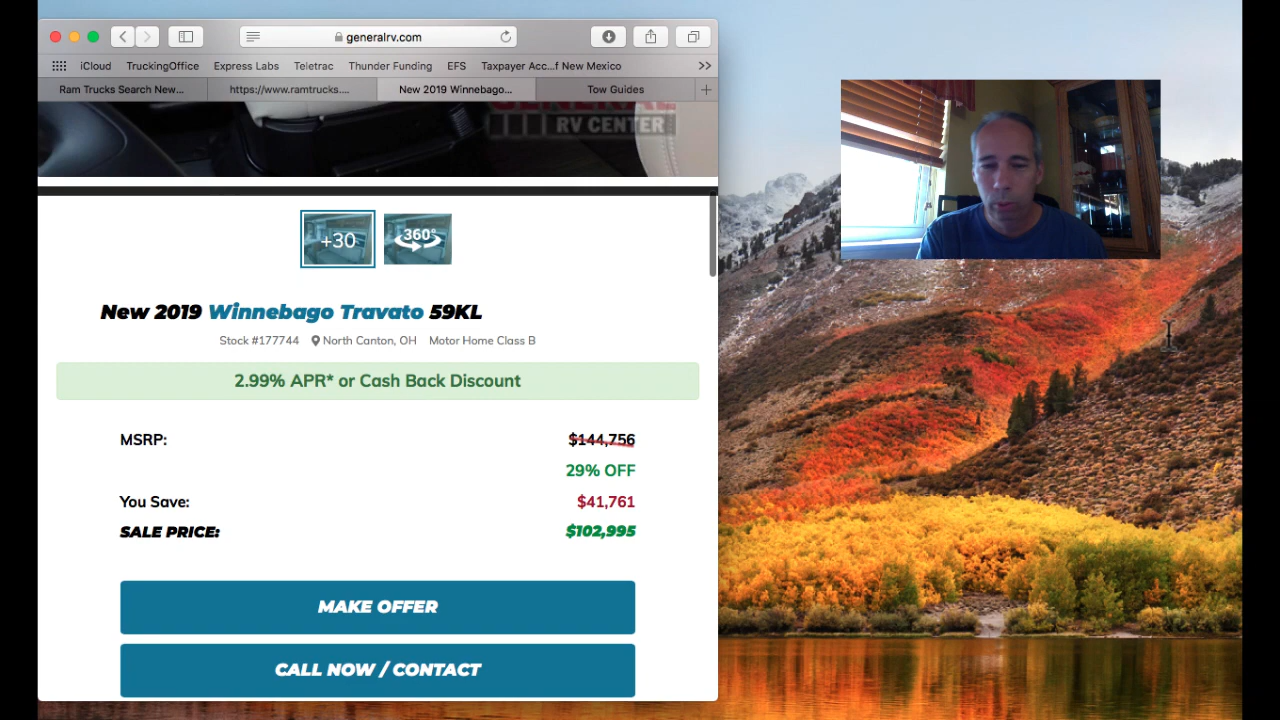 generalrv.com
iCloud TruckingOffice Express Labs Teletrac Thunder Funding EFS Taxpayer Acc...f New Mexico
Ram Trucks Search New... https://www.ramtrucks.... New 2019 Winnebago... Tow Guides
GENERAL
RV CENTER
+30 360°
New 2019 Winnebago Travato 59KL
Stock #177744 North Canton, OH Motor Home Class B
2.99% APR* or Cash Back Discount
MSRP: $144,756
29% OFF
You Save: $41,761
SALE PRICE: $102,995
MAKE OFFER
CALL NOW / CONTACT